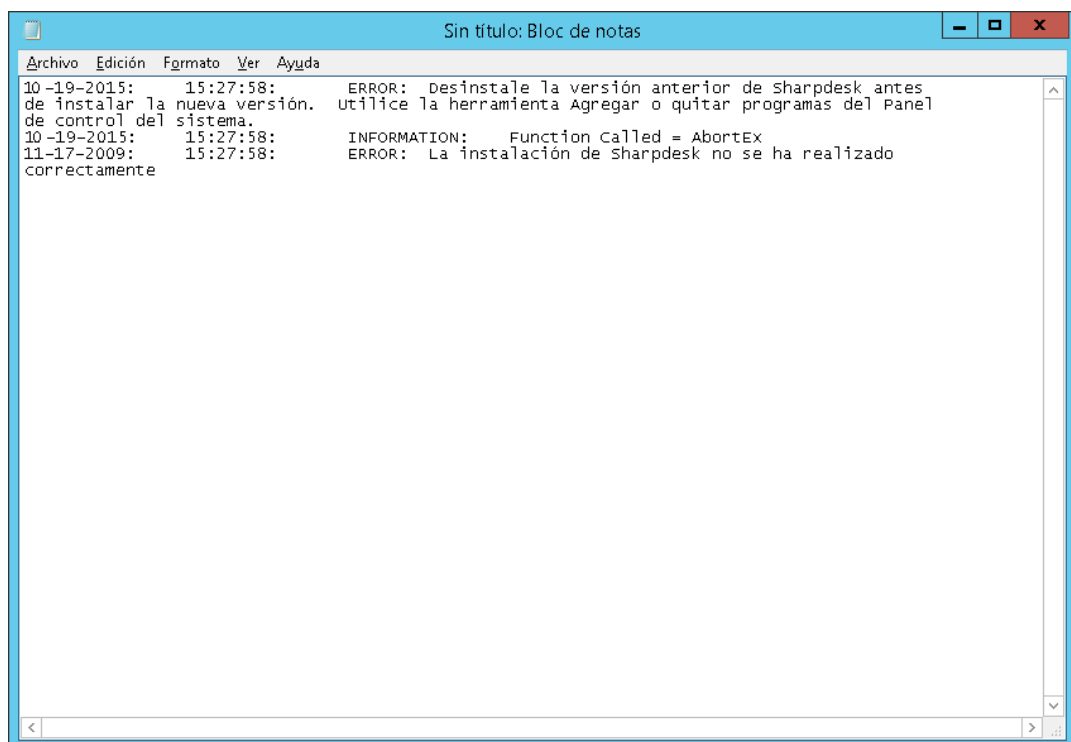 Sin título: Bloc de notas
Archivo Edición Formato Ver Ayuda
10-19-2015: 15:27:58: ERROR: Desinstale la versión anterior de Sharpdesk antes
de instalar la nueva versión. Utilice la herramienta Agregar o quitar programas del Panel
de control del sistema.
10-19-2015: 15:27:58: INFORMATION: Function Called = AbortEx
11-17-2009: 15:27:58: ERROR: La instalación de Sharpdesk no se ha realizado
correctamente